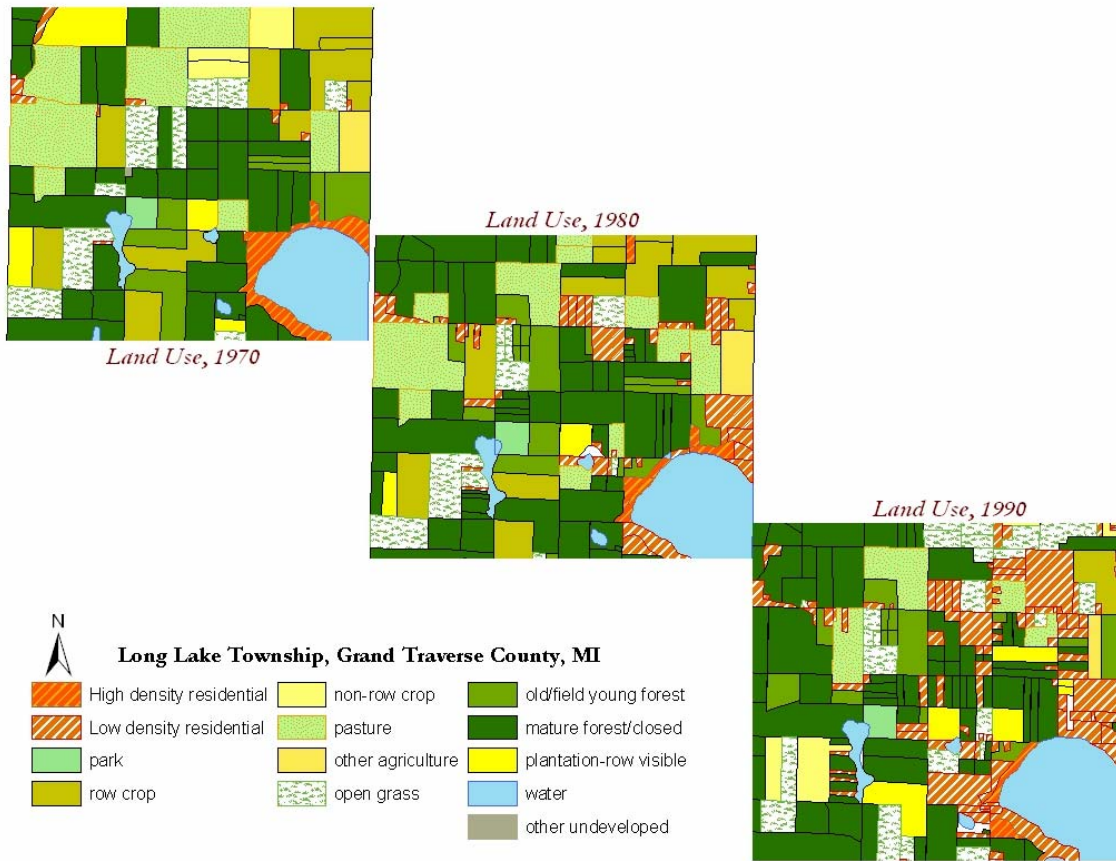 Land Use, 1970
Land Use, 1980
Land Use, 1990
N
Long Lake Township, Grand Traverse County, MI
High density residential
Low density residential
park
row crop
non-row crop
pasture
other agriculture
open grass
old/field young forest
mature forest/closed
plantation-row visible
water
other undeveloped